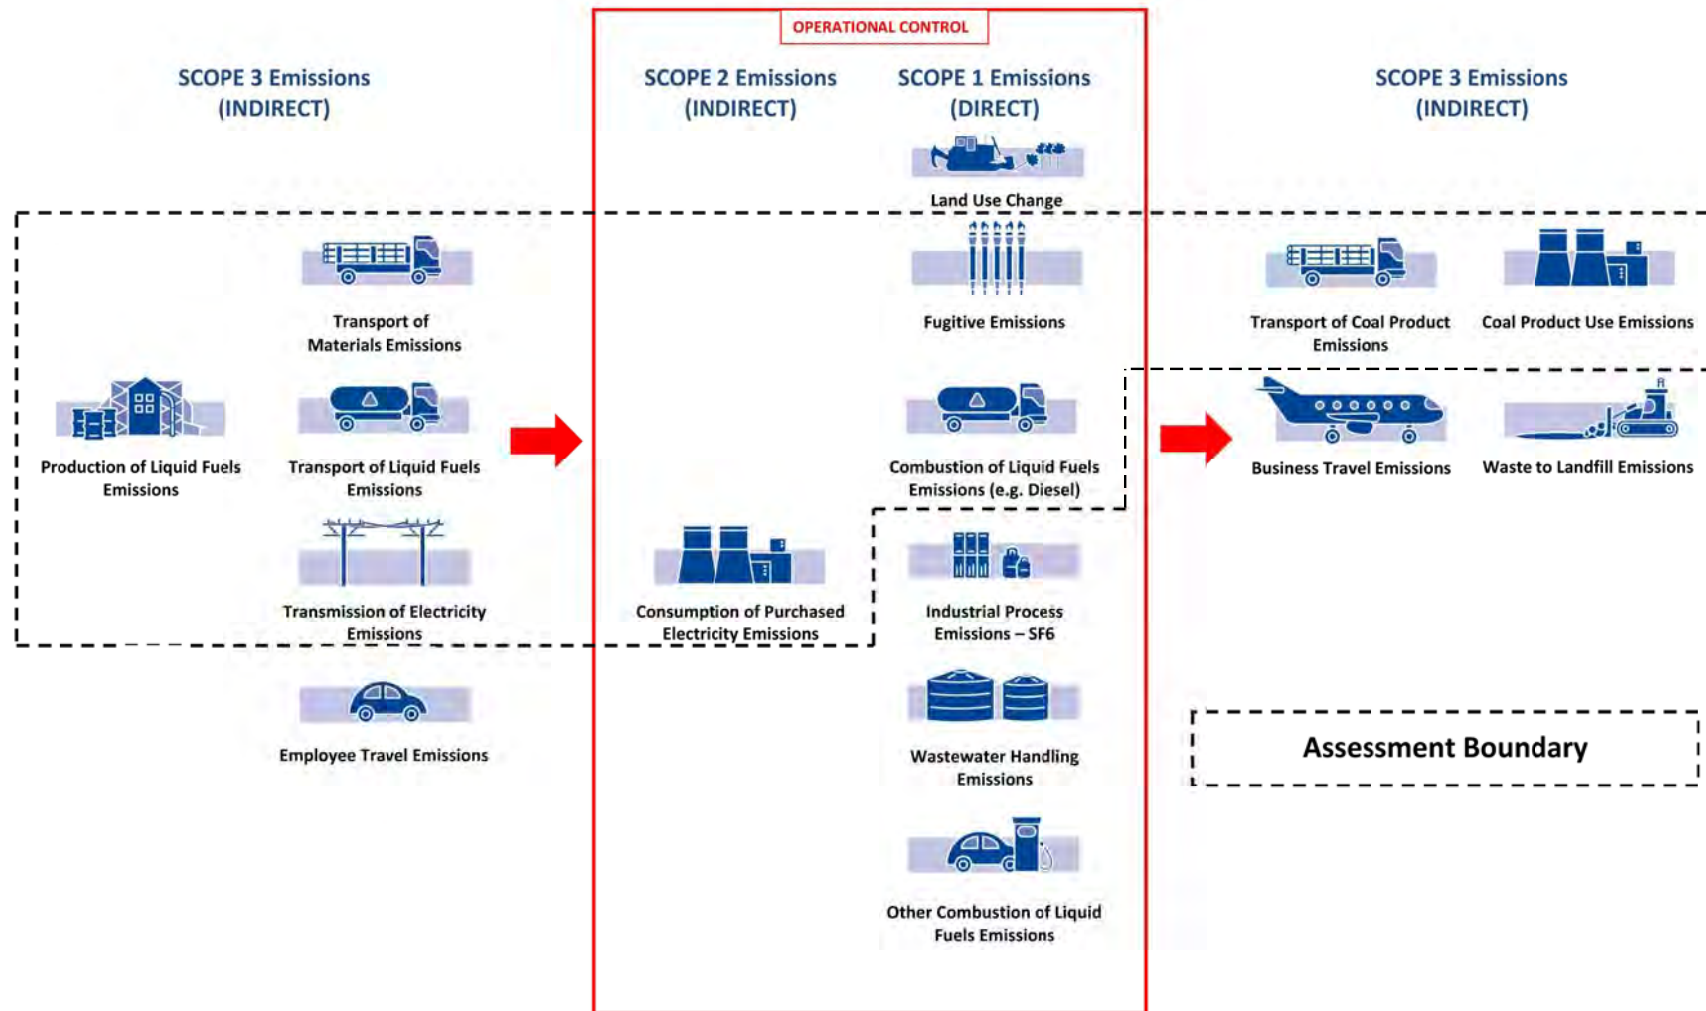 OPERATIONAL CONTROL
SCOPE 3 Emissions
(INDIRECT)
SCOPE 2 Emissions
(INDIRECT)
SCOPE 1 Emissions
(DIRECT)
SCOPE 3 Emissions
(INDIRECT)
Land Use Change
Transport of
Materials Emissions
Fugitive Emissions
Transport of Coal Product
Emissions
Coal Product Use Emissions
Production of Liquid Fuels
Emissions
Transport of Liquid Fuels
Emissions
Combustion of Liquid Fuels
Emissions (e.g. Diesel)
Business Travel Emissions
Waste to Landfill Emissions
Transmission of Electricity
Emissions
Consumption of Purchased
Electricity Emissions
Industrial Process
Emissions – SF6
Employee Travel Emissions
Wastewater Handling
Emissions
Assessment Boundary
Other Combustion of Liquid
Fuels Emissions